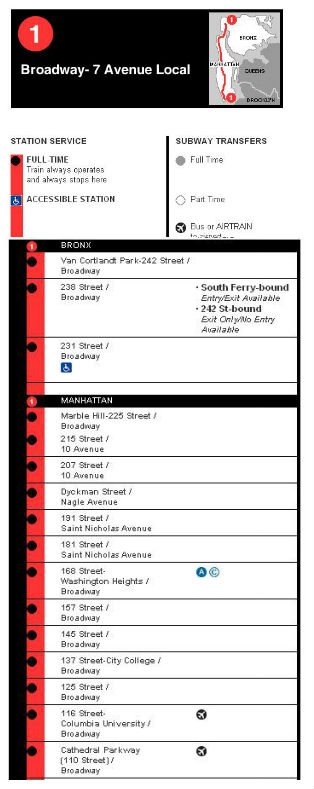 1
Broadway- 7 Avenue Local
1
BRONX
MANHATTAN
QUEENS
BROOKLYN
1
STATION SERVICE
FULL-TIME
Train always operates
and always stops here
ACCESSIBLE STATION
SUBWAY TRANSFERS
Full Time
Part Time
Bus or AIRTRAIN
1 BRONX
Van Cortlandt Park-242 Street /
Broadway
238 Street /
Broadway
• South Ferry-bound
Entry/Exit Available
• 242 St-bound
Exit Only/No Entry
Available
231 Street /
Broadway
1 MANHATTAN
Marble Hill-225 Street /
Broadway
215 Street /
10 Avenue
207 Street /
10 Avenue
Dyckman Street /
Nagle Avenue
191 Street /
Saint Nicholas Avenue
181 Street /
Saint Nicholas Avenue
168 Street-
Washington Heights /
Broadway
A C
157 Street /
Broadway
145 Street /
Broadway
137 Street-City College /
Broadway
125 Street /
Broadway
116 Street-
Columbia University /
Broadway
Cathedral Parkway
(110 Street) /
Broadway